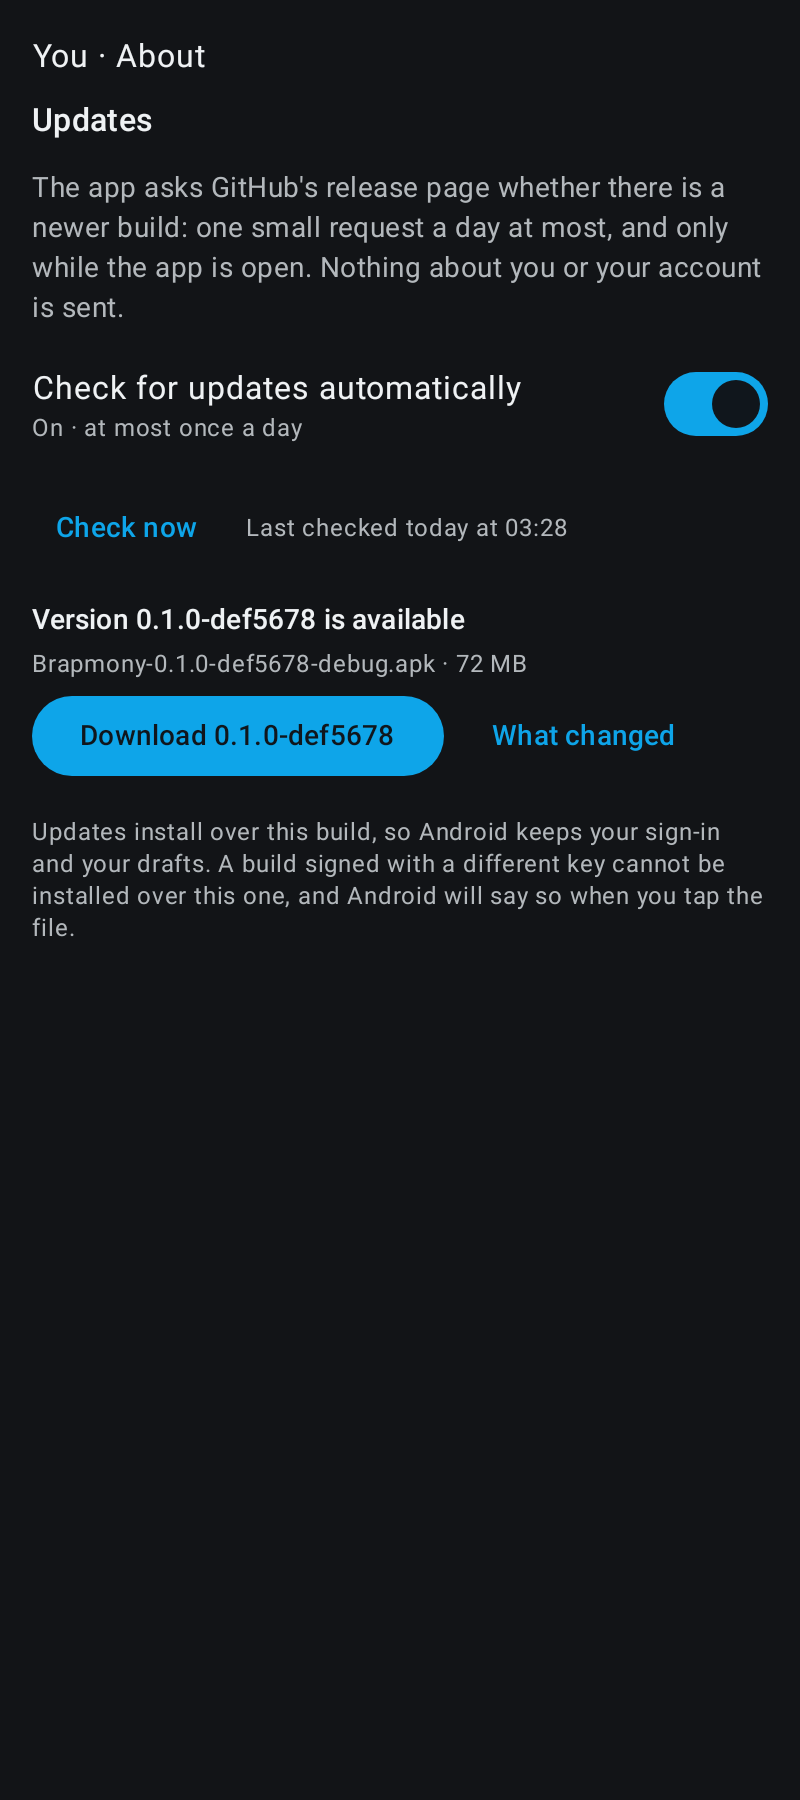 You · About
Updates
The app asks GitHub's release page whether there is a
newer build: one small request a day at most, and only
while the app is open. Nothing about you or your account
is sent.
Check for updates automatically
On · at most once a day
Check now
Last checked today at 03:28
Version 0.1.0-def5678 is available
Brapmony-0.1.0-def5678-debug.apk · 72 MB
Download 0.1.0-def5678
What changed
Updates install over this build, so Android keeps your sign-in
and your drafts. A build signed with a different key cannot be
installed over this one, and Android will say so when you tap the
file.